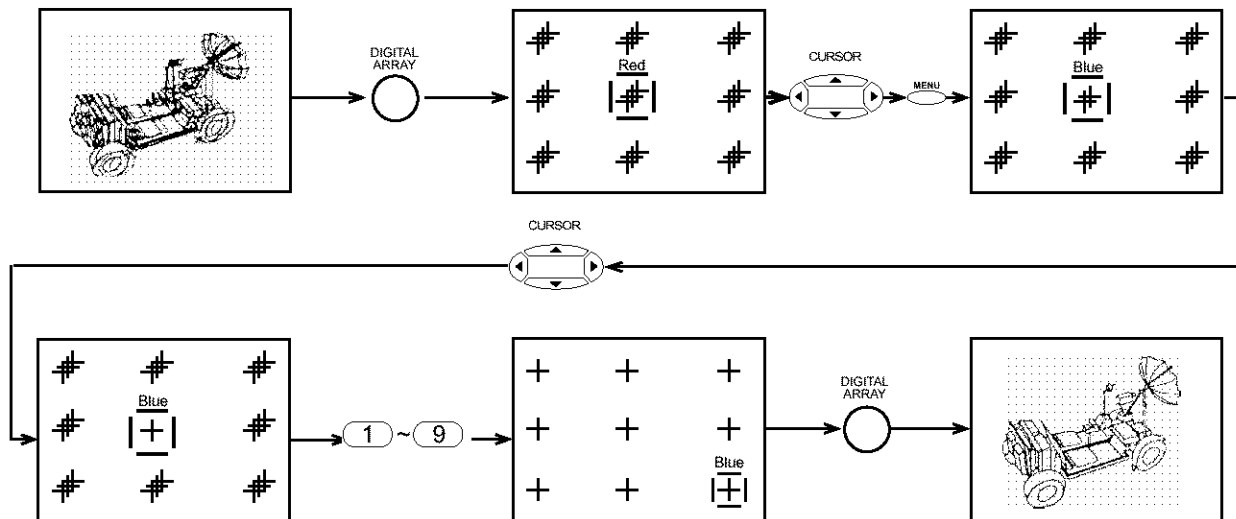 DIGITAL
ARRAY
Red
CURSOR
MENU
Blue
CURSOR
Blue
1 ~ 9
Blue
DIGITAL
ARRAY